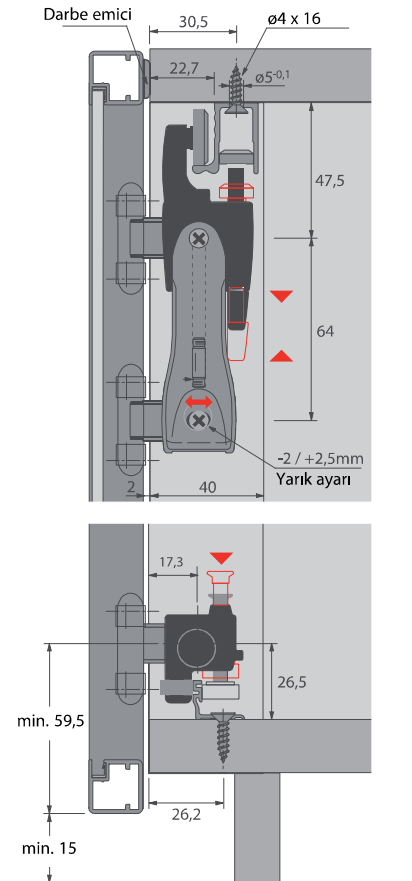 Darbe emici
30,5
ø4 x 16
22,7
ø5-0,1
47,5
64
-2 / +2,5mm
Yarık ayarı
2
40
17,3
26,5
min. 59,5
26,2
min. 15